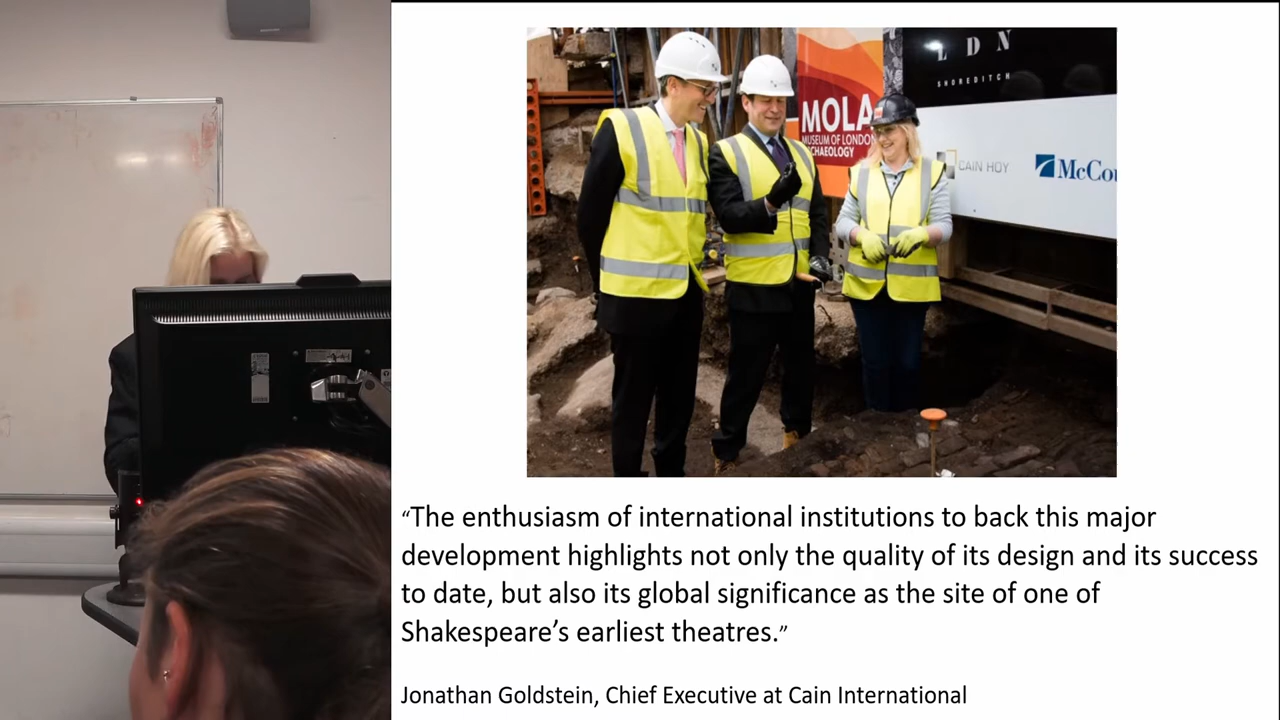 L D N
SHOREDITCH
MOLA
MUSEUM OF LONDON
ARCHAEOLOGY
CAIN HOY
McCou
“The enthusiasm of international institutions to back this major
development highlights not only the quality of its design and its success
to date, but also its global significance as the site of one of
Shakespeare’s earliest theatres.”
Jonathan Goldstein, Chief Executive at Cain International